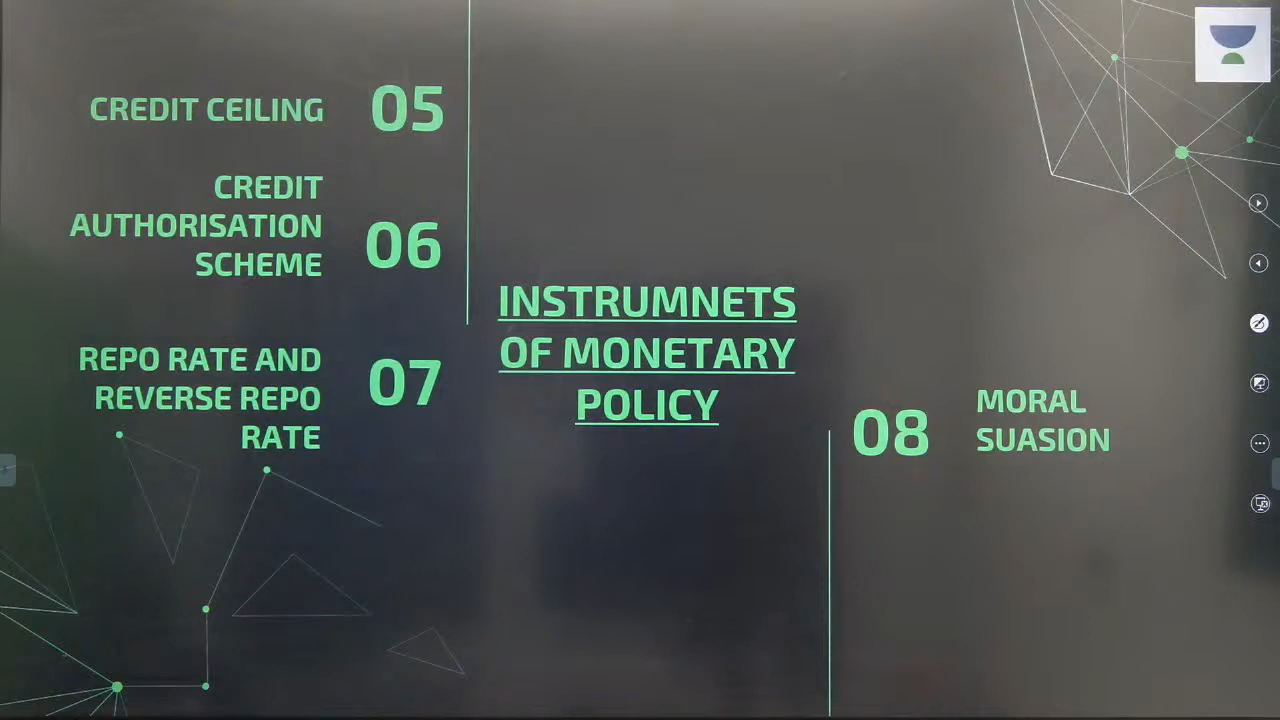 CREDIT CEILING
05
CREDIT
AUTHORISATION
SCHEME
06
REPO RATE AND
REVERSE REPO
RATE
07
INSTRUMNETS
OF MONETARY
POLICY
08
MORAL
SUASION